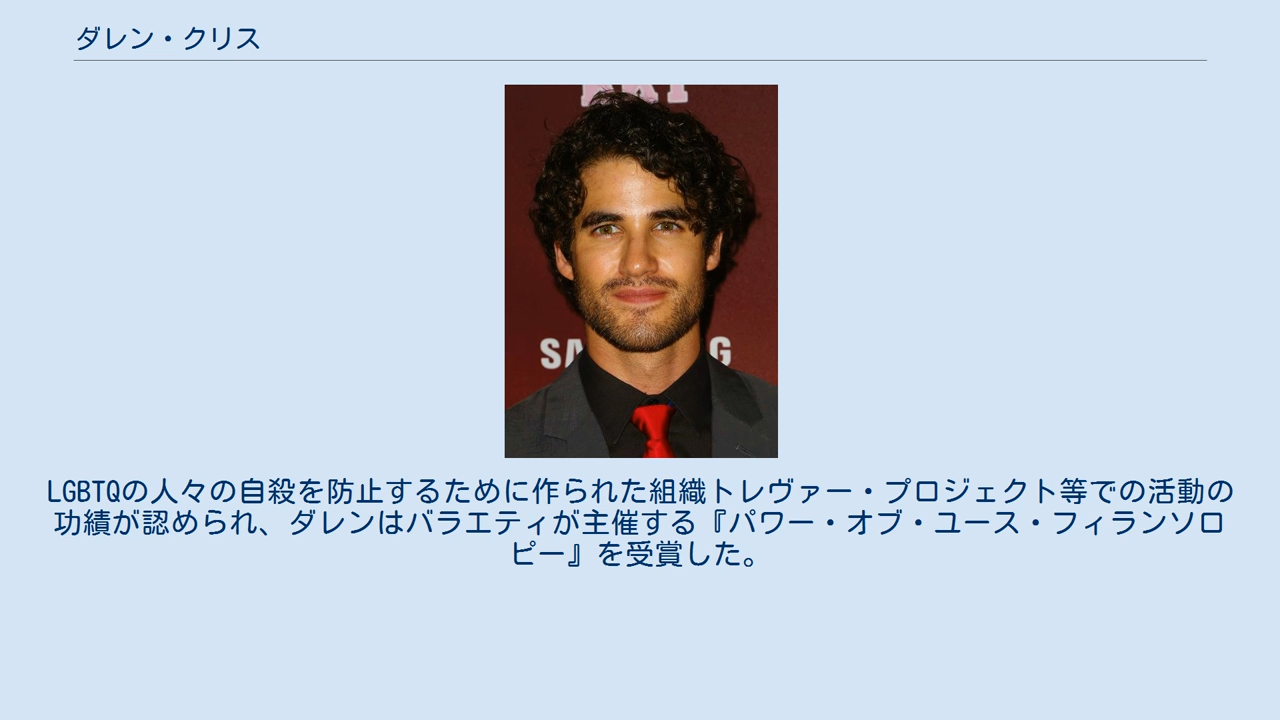 ダレン・クリス
SA G
LGBTQの人々の自殺を防止するために作られた組織トレヴァー・プロジェクト等での活動の
功績が認められ、ダレンはバラエティが主催する『パワー・オブ・ユース・フィランソロ
ピー』を受賞した。